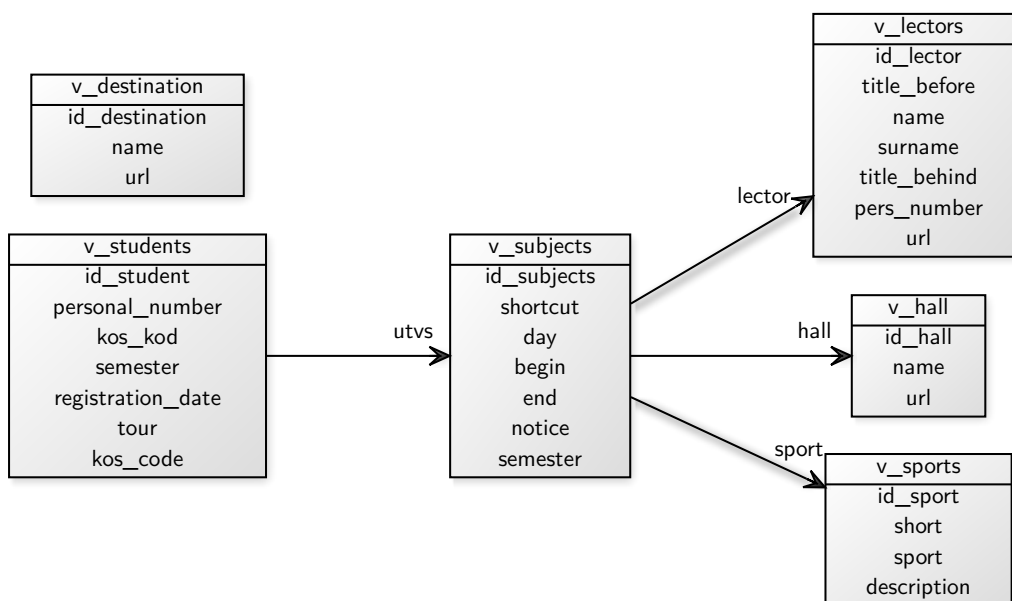 v_destination
id_destination
name
url
v_students
id_student
personal_number
kos_kod
semester
registration_date
tour
kos_code
utvs
v_subjects
id_subjects
shortcut
day
begin
end
notice
semester
lector
hall
sport
v_lectors
id_lector
title_before
name
surname
title_behind
pers_number
url
v_hall
id_hall
name
url
v_sports
id_sport
short
sport
description